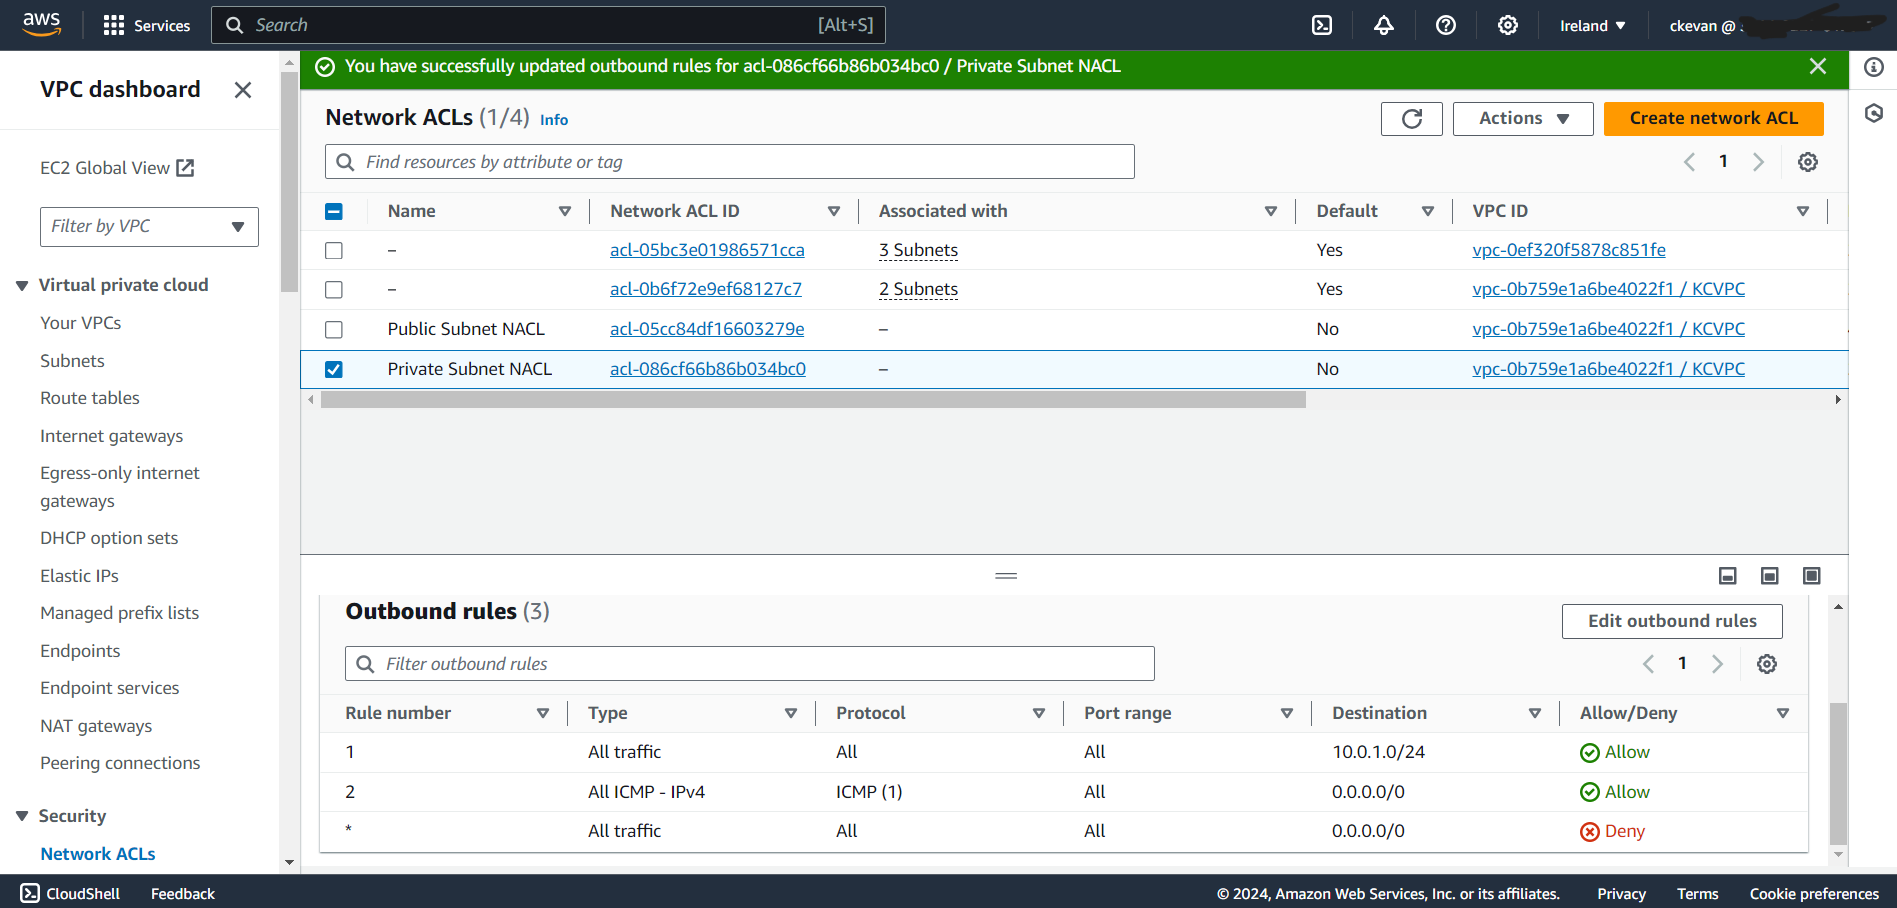 aws Services Search [Alt+S] Ireland ckevan @
You have successfully updated outbound rules for acl-086cf66b86b034bc0 / Private Subnet NACL
VPC dashboard
EC2 Global View
Filter by VPC
Virtual private cloud
Your VPCs
Subnets
Route tables
Internet gateways
Egress-only internet
gateways
DHCP option sets
Elastic IPs
Managed prefix lists
Endpoints
Endpoint services
NAT gateways
Peering connections
Security
Network ACLs
Network ACLs (1/4) Info
Actions
Create network ACL
Find resources by attribute or tag
1
Name Network ACL ID Associated with Default VPC ID
– acl-05bc3e01986571cca 3 Subnets Yes vpc-0ef320f5878c851fe
– acl-0b6f72e9ef68127c7 2 Subnets Yes vpc-0b759e1a6be4022f1 / KCVPC
Public Subnet NACL acl-05cc84df16603279e – No vpc-0b759e1a6be4022f1 / KCVPC
Private Subnet NACL acl-086cf66b86b034bc0 – No vpc-0b759e1a6be4022f1 / KCVPC
Outbound rules (3)
Edit outbound rules
Filter outbound rules
1
Rule number Type Protocol Port range Destination Allow/Deny
1 All traffic All All 10.0.1.0/24 Allow
2 All ICMP - IPv4 ICMP (1) All 0.0.0.0/0 Allow
* All traffic All All 0.0.0.0/0 Deny
CloudShell Feedback © 2024, Amazon Web Services, Inc. or its affiliates. Privacy Terms Cookie preferences